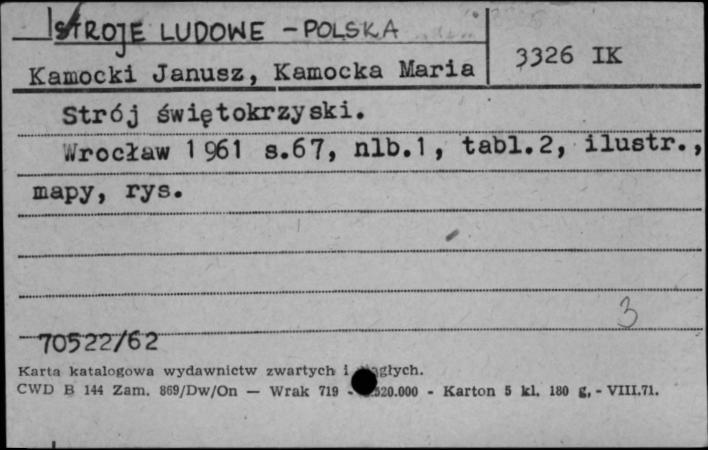 STROJE LUDOWE - POLSKA
3326 IK
Kamocki Janusz, Kamocka Maria
Strój świętokrzyski.
Wrocław 1961 s.67, nlb.1, tabl.2, ilustr.,
mapy, rys.
3
70522/62
Karta katalogowa wydawnictw zwartych i
CWD B 144 Zam. 869/Dw/On — Wrak 719 - - Karton 5 kl. 180 g, - VIII.71.